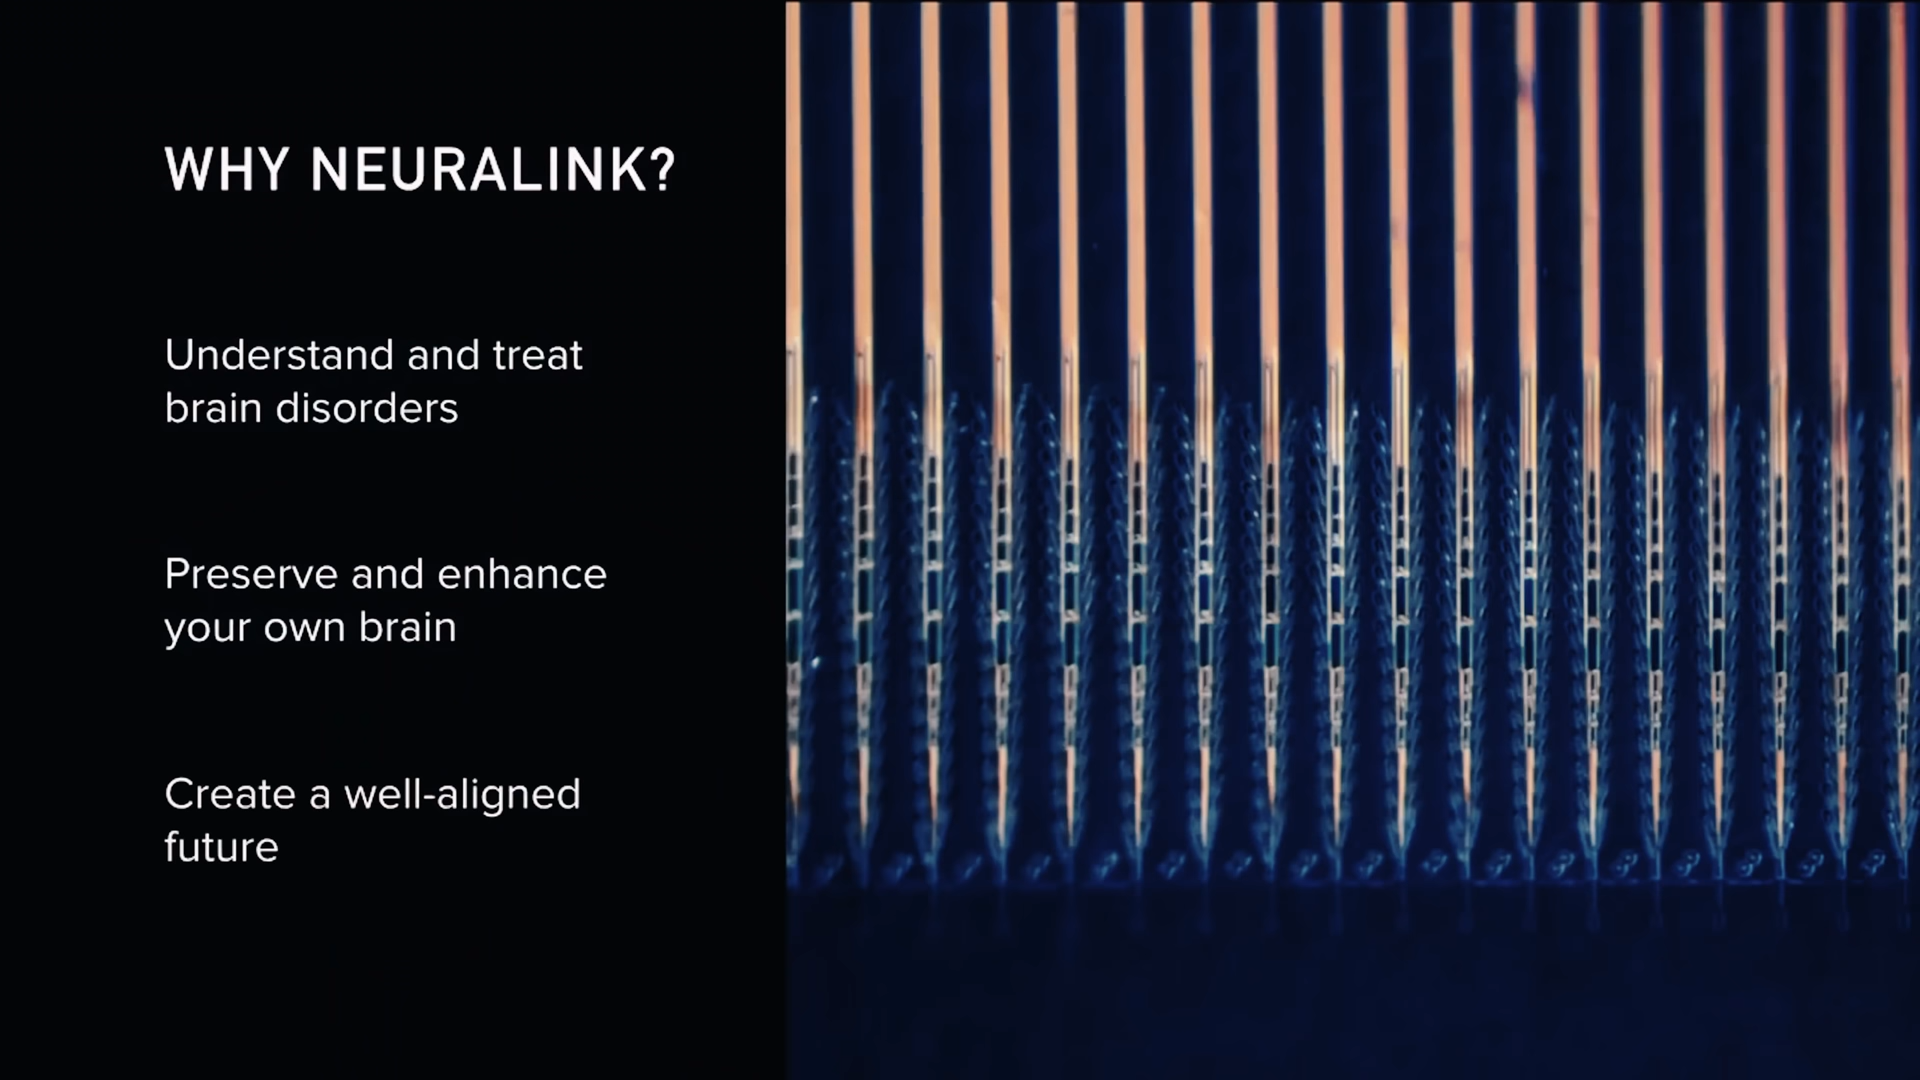 WHY NEURALINK?
Understand and treat
brain disorders
Preserve and enhance
your own brain
Create a well-aligned
future